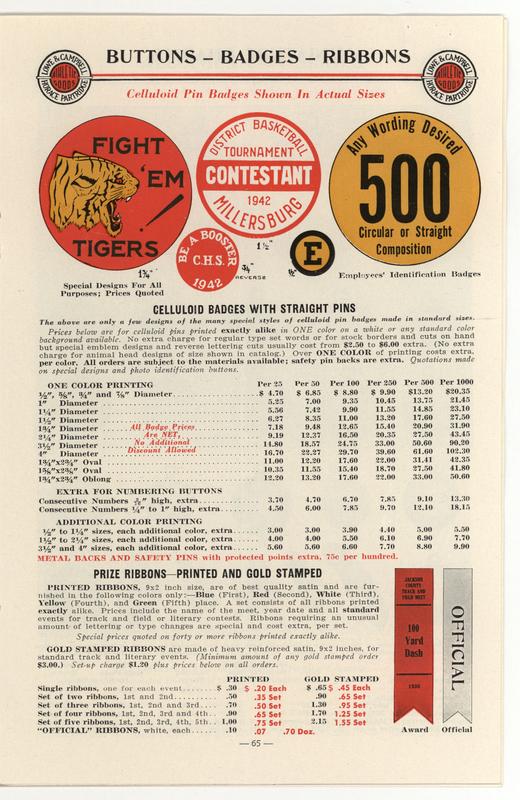 BUTTONS – BADGES – RIBBONS
LOWE & CAMPBELL
ATHLETIC
GOODS
HORACE PARTRIDGE
LOWE & CAMPBELL
ATHLETIC
GOODS
HORACE PARTRIDGE
Celluloid Pin Badges Shown In Actual Sizes
FIGHT
'EM
TIGERS
DISTRICT BASKETBALL
TOURNAMENT
CONTESTANT
1942
MILLERSBURG
Any Wording Desired
500
Circular or Straight
Composition
BE A BOOSTER
C.H.S.
1942
E
1¾"
1½"
¾"
REVERSE
Special Designs For All
Purposes; Prices Quoted
Employees' Identification Badges
CELLULOID BADGES WITH STRAIGHT PINS
The above are only a few designs of the many special styles of celluloid pin badges made in standard sizes.
Prices below are for celluloid pins printed exactly alike in ONE color on a white or any standard color
background available. No extra charge for regular type set words or for stock borders and cuts on hand
but special emblem designs and reverse lettering cuts usually cost from $2.50 to $6.00 extra. (No extra
charge for animal head designs of size shown in catalog.) Over ONE COLOR of printing costs extra,
per color. All orders are subject to the materials available; safety pin backs are extra. Quotations made
on special designs and photo identification buttons.
ONE COLOR PRINTING Per 25 Per 50 Per 100 Per 250 Per 500 Per 1000
½", ⅝", ¾" and ⅞" Diameter $ 4.70 $ 6.85 $ 8.80 $ 9.90 $13.20 $20.35
1" Diameter 5.25 7.00 9.35 10.45 13.75 21.45
1¼" Diameter 5.56 7.42 9.90 11.55 14.85 23.10
1½" Diameter 6.27 8.35 11.00 13.20 17.60 27.50
1¾" Diameter 7.18 9.48 12.65 15.40 20.90 31.90
2¼" Diameter 9.19 12.37 16.50 20.35 27.50 43.45
3½" Diameter 14.80 18.57 24.75 33.00 50.60 90.20
4" Diameter 16.70 22.27 29.70 39.60 61.60 102.30
1¾"x2¾" Oval 11.00 12.20 17.60 22.00 31.41 42.35
1⅝"x2⅝" Oval 10.35 11.55 15.40 18.70 27.50 41.80
1¾"x2¾" Oblong 12.20 13.20 17.60 22.00 33.00 50.60
All Badge Prices
Are NET,
No Additional
Discount Allowed
EXTRA FOR NUMBERING BUTTONS
Consecutive Numbers high, extra 3.70 4.70 6.70 7.85 9.10 13.30
Consecutive Numbers ¼" to 1" high, extra 4.50 6.00 7.85 9.70 12.10 18.15
ADDITIONAL COLOR PRINTING
½" to 1¼" sizes, each additional color, extra 3.00 3.00 3.90 4.40 5.00 5.50
1½" to 2¼" sizes, each additional color, extra 4.00 4.00 5.50 6.10 6.90 7.70
3½" and 4" sizes, each additional color, extra 5.60 5.60 6.60 7.70 8.80 9.90
METAL BACKS AND SAFETY PINS with protected points extra, 75c per hundred.
PRIZE RIBBONS—PRINTED AND GOLD STAMPED
PRINTED RIBBONS, 9x2 inch size, are of best quality satin and are fur-
nished in the following colors only:—Blue (First), Red (Second), White (Third),
Yellow (Fourth), and Green (Fifth) place. A set consists of all ribbons printed
exactly alike. Prices include the name of the meet, year date and all standard
events for track and field or literary contests. Ribbons requiring an unusual
amount of lettering or type changes are special and cost extra, per set.
Special prices quoted on forty or more ribbons printed exactly alike.
GOLD STAMPED RIBBONS are made of heavy reinforced satin, 9x2 inches, for
standard track and literary events. (Minimum amount of any gold stamped order
$3.00.) Set-up charge $1.20 plus prices below on all orders.
PRINTED GOLD STAMPED
Single ribbons, one for each event $ .30 $ .20 Each $ .65 $ .45 Each
Set of two ribbons, 1st and 2nd .50 .35 Set .90 .65 Set
Set of three ribbons, 1st, 2nd and 3rd .70 .50 Set 1.30 .95 Set
Set of four ribbons, 1st, 2nd, 3rd and 4th .90 .65 Set 1.70 1.25 Set
Set of five ribbons, 1st, 2nd, 3rd, 4th, 5th 1.00 .75 Set 2.15 1.55 Set
"OFFICIAL" RIBBONS, white, each .10 .07 .70 Doz.
JACKSON
COUNTY
TRACK AND
FIELD MEET
100
Yard
Dash
OFFICIAL
Award Official
— 65 —